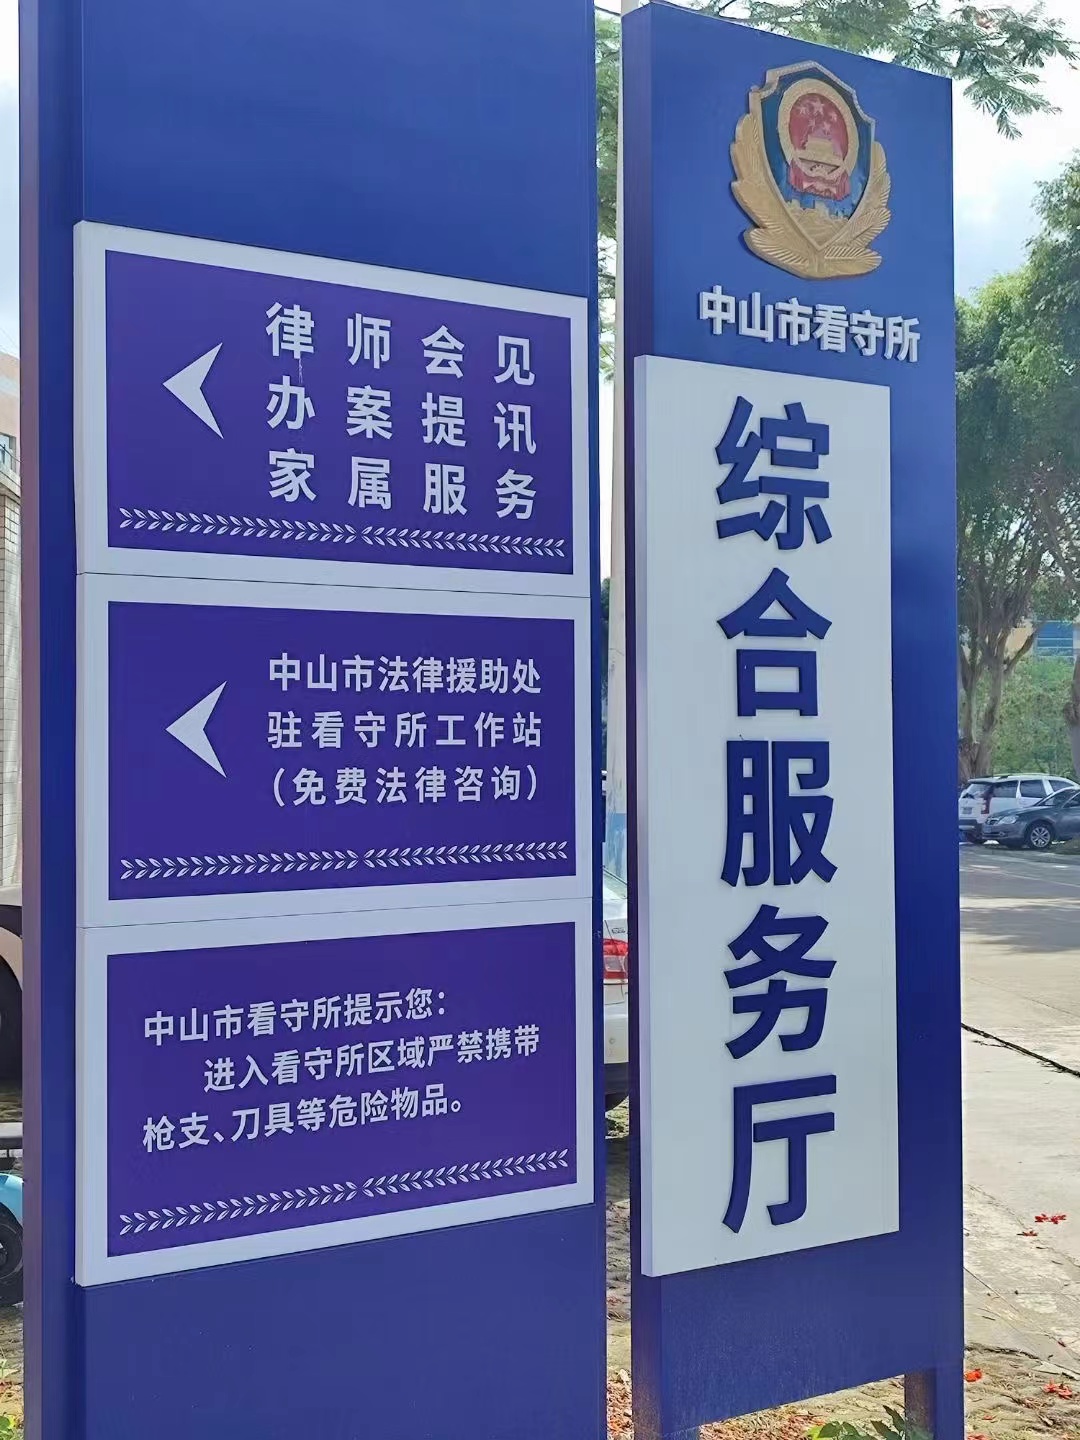 律师会见
办案提讯
家属服务
中山市法律援助处
驻看守所工作站
（免费法律咨询）
中山市看守所提示您：
进入看守所区域严禁携带
枪支、刀具等危险物品。
中山市看守所
综合服务厅